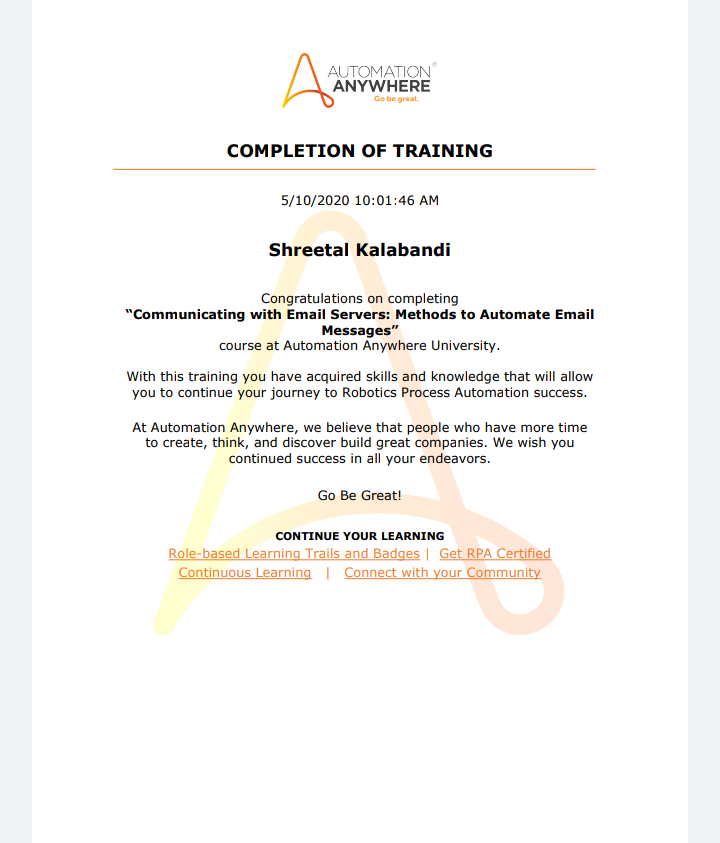 AUTOMATION®
ANYWHERE
Go be great.
COMPLETION OF TRAINING
5/10/2020 10:01:46 AM
Shreetal Kalabandi
Congratulations on completing
“Communicating with Email Servers: Methods to Automate Email
Messages”
course at Automation Anywhere University.
With this training you have acquired skills and knowledge that will allow
you to continue your journey to Robotics Process Automation success.
At Automation Anywhere, we believe that people who have more time
to create, think, and discover build great companies. We wish you
continued success in all your endeavors.
Go Be Great!
CONTINUE YOUR LEARNING
Role-based Learning Trails and Badges | Get RPA Certified
Continuous Learning | Connect with your Community